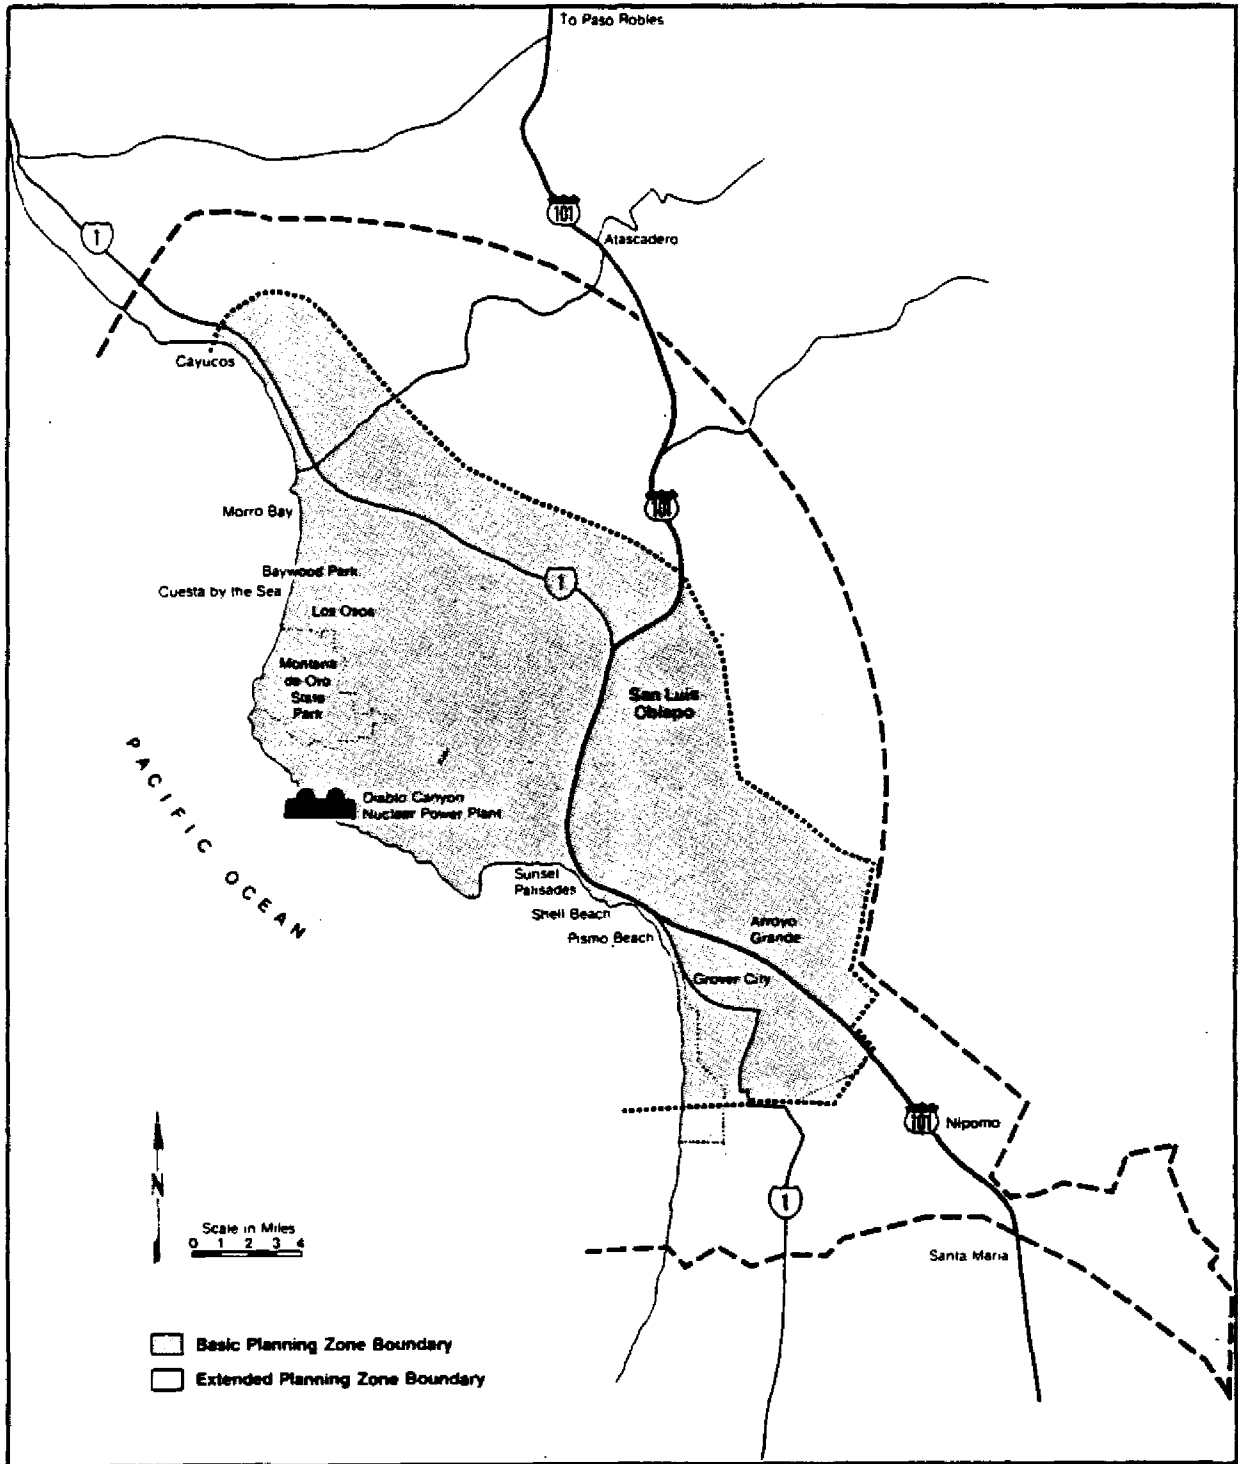 To Paso Robles
101
1
Atascadero
Cayucos
101
Morro Bay
Baywood Park
1
Cuesta by the Sea
Los Osos
Montana
de Oro
State
Park
San Luis
Obispo
PACIFIC OCEAN
Diablo Canyon
Nuclear Power Plant
Sunset
Palisades
Shell Beach
Pismo Beach
Arroyo
Grande
Grover City
101
Nipomo
N
1
Scale in Miles
0 1 2 3 4
Santa Maria
Basic Planning Zone Boundary
Extended Planning Zone Boundary